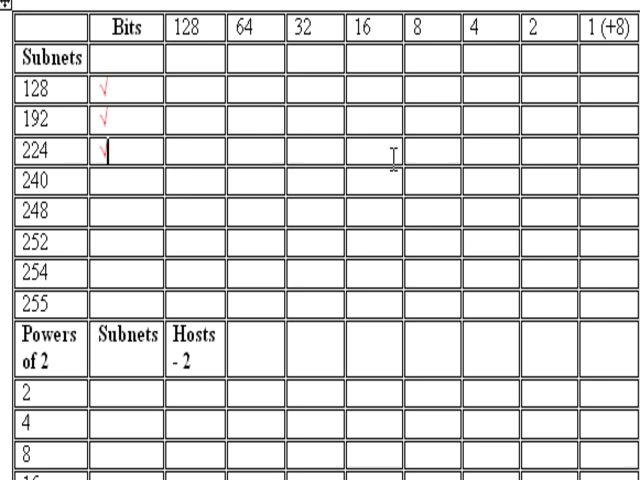 Bits 128 64 32 16 8 4 2 1 (+8)
Subnets
128 √
192 √
224 √
240
248
252
254
255
Powers Subnets Hosts
of 2 - 2
2
4
8